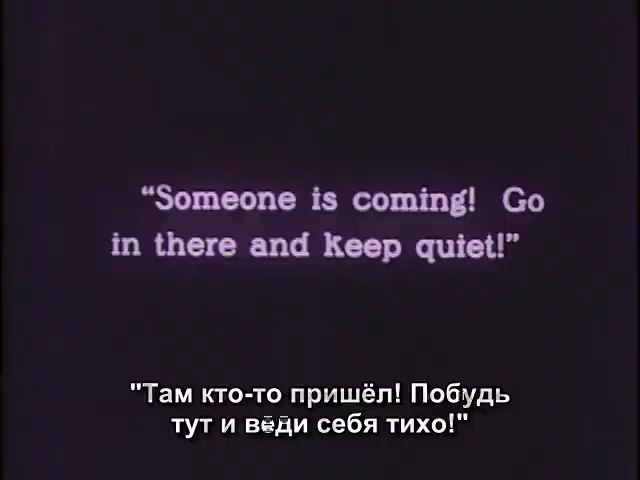 “Someone is coming! Go
in there and keep quiet!”
"Там кто-то пришёл! Побудь
тут и веди себя тихо!"